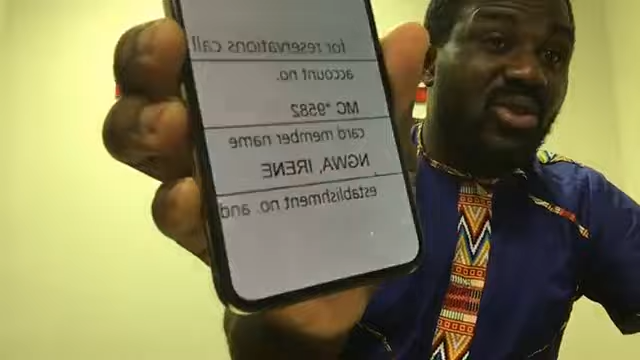 for reservations call
account no.
MC *9582
card member name
NGWA, IRENE
establishment no. and